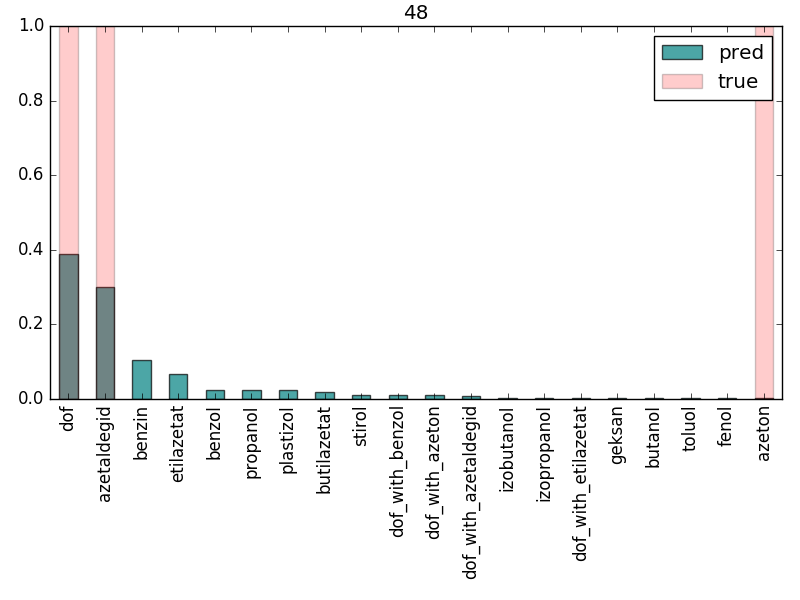 48
1.0
0.8
0.6
0.4
0.2
0.0
pred
true
dof
azetaldegid
benzin
etilazetat
benzol
propanol
plastizol
butilazetat
stirol
dof_with_benzol
dof_with_azeton
dof_with_azetaldegid
izobutanol
izopropanol
dof_with_etilazetat
geksan
butanol
toluol
fenol
azeton